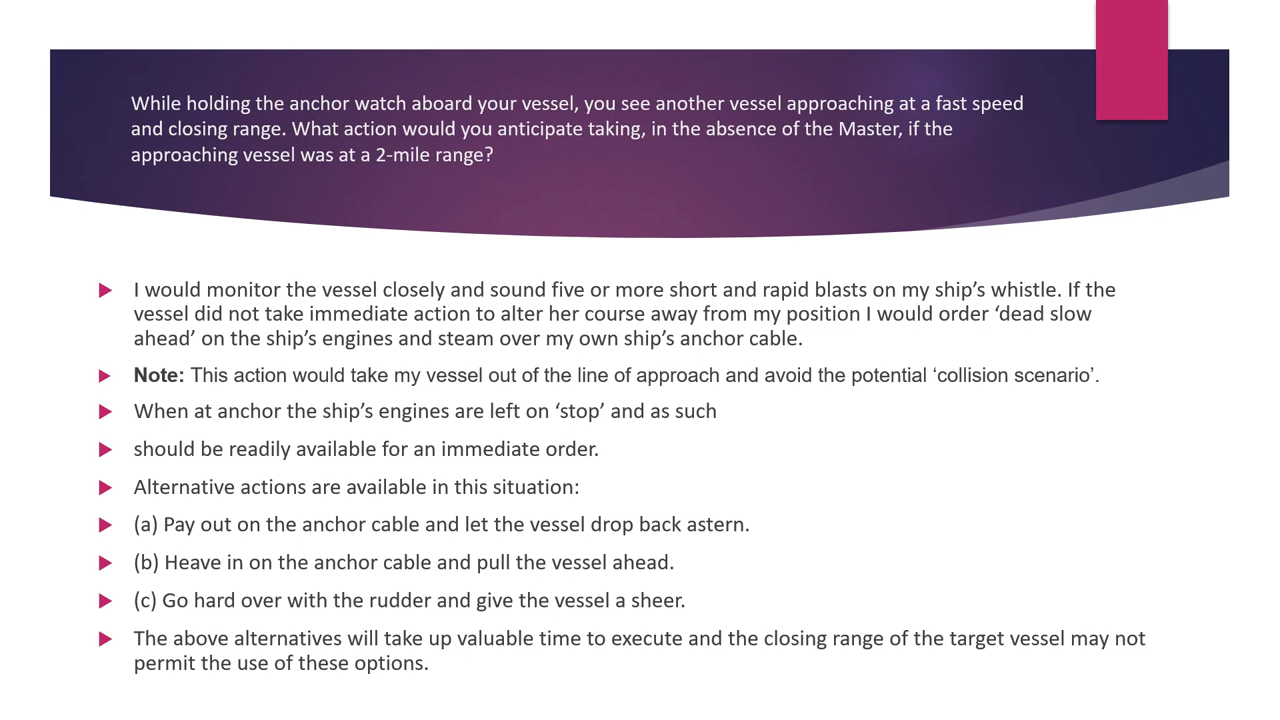 While holding the anchor watch aboard your vessel, you see another vessel approaching at a fast speed
and closing range. What action would you anticipate taking, in the absence of the Master, if the
approaching vessel was at a 2-mile range?
I would monitor the vessel closely and sound five or more short and rapid blasts on my ship’s whistle. If the
vessel did not take immediate action to alter her course away from my position I would order ‘dead slow
ahead’ on the ship’s engines and steam over my own ship’s anchor cable.
Note: This action would take my vessel out of the line of approach and avoid the potential ‘collision scenario’.
When at anchor the ship’s engines are left on ‘stop’ and as such
should be readily available for an immediate order.
Alternative actions are available in this situation:
(a) Pay out on the anchor cable and let the vessel drop back astern.
(b) Heave in on the anchor cable and pull the vessel ahead.
(c) Go hard over with the rudder and give the vessel a sheer.
The above alternatives will take up valuable time to execute and the closing range of the target vessel may not
permit the use of these options.